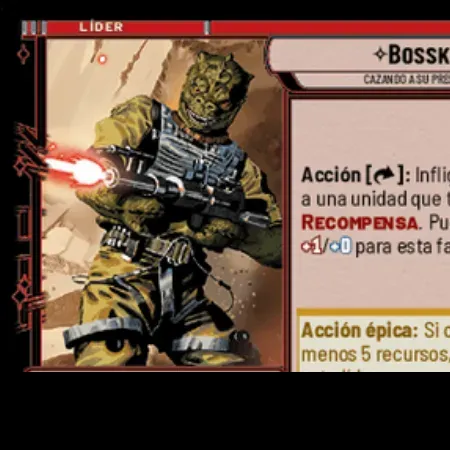 LÍDER
BOSSK
CAZANDO A SU PRE
Acción [ ]: Inflig
a una unidad que t
RECOMPENSA. Pu
+1/+0 para esta fa
Acción épica: Si c
menos 5 recursos,